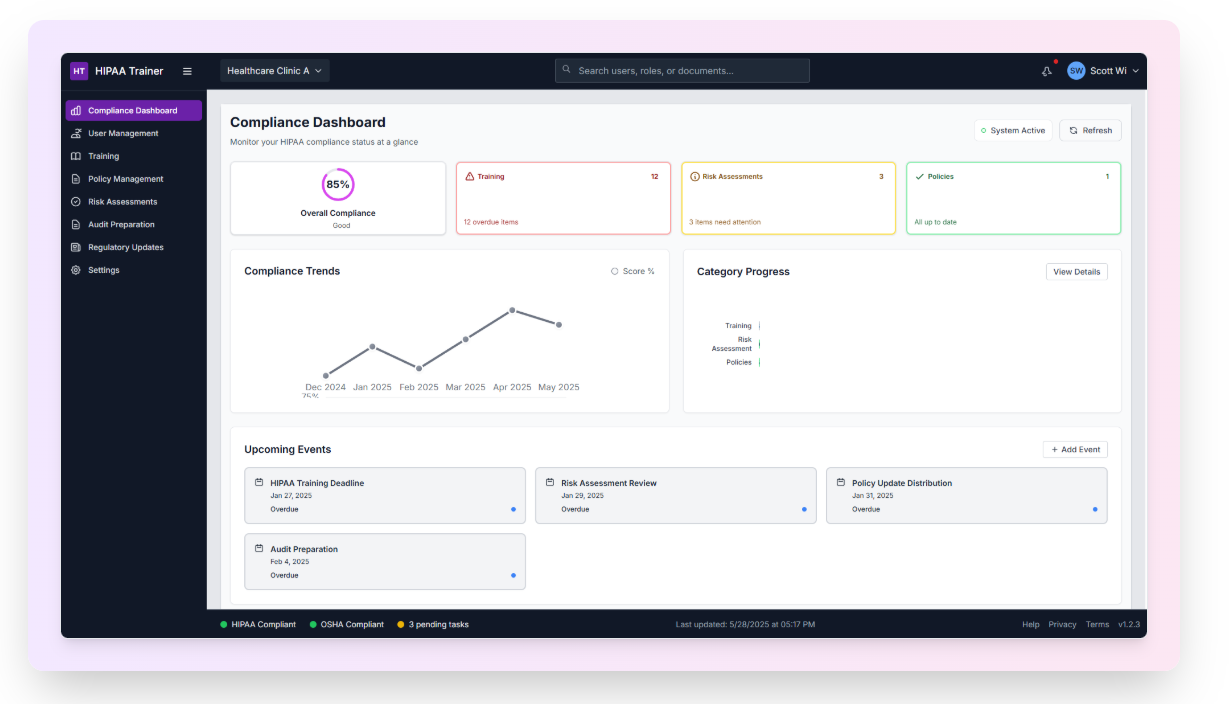 HT HIPAA Trainer
Healthcare Clinic A
Search users, roles, or documents...
SW Scott Wi
Compliance Dashboard
User Management
Training
Policy Management
Risk Assessments
Audit Preparation
Regulatory Updates
Settings
Compliance Dashboard
Monitor your HIPAA compliance status at a glance
System Active
Refresh
85%
Overall Compliance
Good
Training 12
12 overdue items
Risk Assessments 3
3 items need attention
Policies 1
All up to date
Compliance Trends
Score %
Dec 2024 Jan 2025 Feb 2025 Mar 2025 Apr 2025 May 2025
75%
Category Progress
View Details
Training
Risk
Assessment
Policies
Upcoming Events
+ Add Event
HIPAA Training Deadline
Jan 27, 2025
Overdue
Risk Assessment Review
Jan 29, 2025
Overdue
Policy Update Distribution
Jan 31, 2025
Overdue
Audit Preparation
Feb 4, 2025
Overdue
HIPAA Compliant
OSHA Compliant
3 pending tasks
Last updated: 5/28/2025 at 05:17 PM
Help Privacy Terms v1.2.3